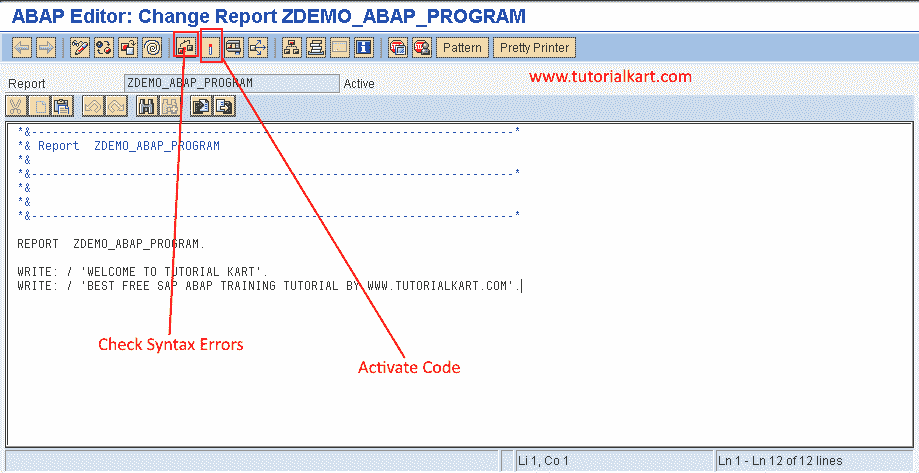 ABAP Editor: Change Report ZDEMO_ABAP_PROGRAM
Pattern Pretty Printer
Report ZDEMO_ABAP_PROGRAM Active
www.tutorialkart.com
*&---------------------------------------------------------------------*
*& Report  ZDEMO_ABAP_PROGRAM
*&
*&---------------------------------------------------------------------*
*&
*&
*&---------------------------------------------------------------------*
REPORT  ZDEMO_ABAP_PROGRAM.
WRITE: / 'WELCOME TO TUTORIAL KART'.
WRITE: / 'BEST FREE SAP ABAP TRAINING TUTORIAL BY WWW.TUTORIALKART.COM'.
Check Syntax Errors
Activate Code
Li 1, Co 1
Ln 1 - Ln 12 of 12 lines